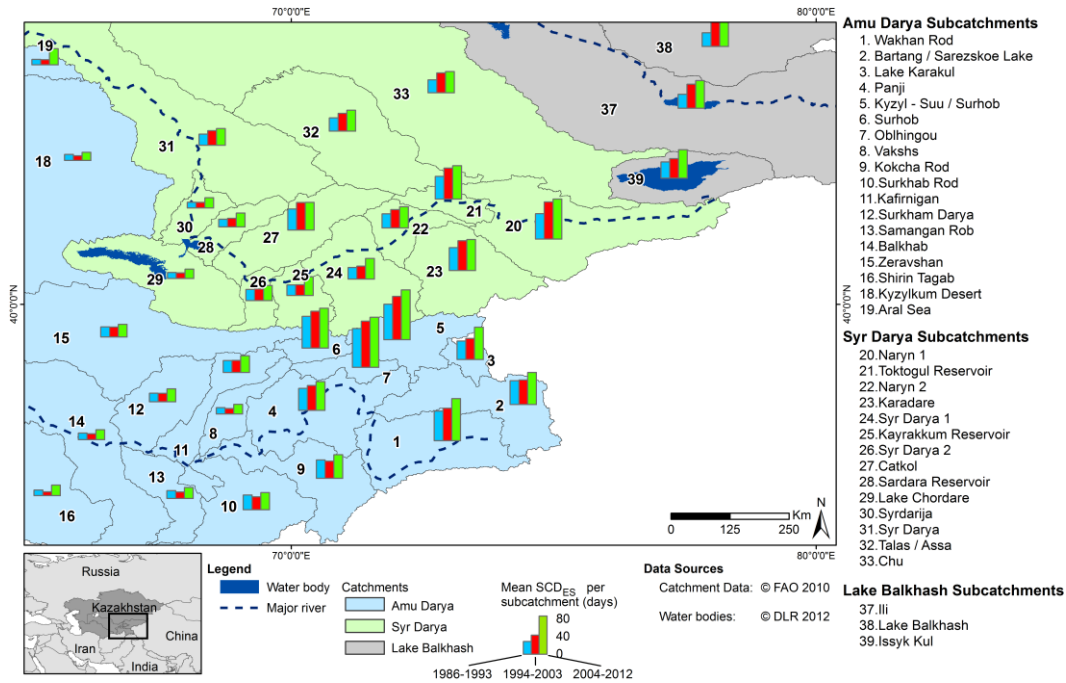 70°0'0"E
80°0'0"E
19
38
33
37
32
31
18
39
21
30
20
22
27
28
23
24
25
26
29
40°0'0"N
40°0'0"N
5
15
6
3
7
2
12
4
14
8
1
11
9
13
10
16
N
Km
0 125 250
70°0'0"E
80°0'0"E
Amu Darya Subcatchments
1. Wakhan Rod
2. Bartang / Sarezskoe Lake
3. Lake Karakul
4. Panji
5. Kyzyl - Suu / Surhob
6. Surhob
7. Oblhingou
8. Vakshs
9. Kokcha Rod
10.Surkhab Rod
11.Kafirnigan
12.Surkham Darya
13.Samangan Rob
14.Balkhab
15.Zeravshan
16.Shirin Tagab
18.Kyzylkum Desert
19.Aral Sea
Syr Darya Subcatchments
20.Naryn 1
21.Toktogul Reservoir
22.Naryn 2
23.Karadare
24.Syr Darya 1
25.Kayrakkum Reservoir
26.Syr Darya 2
27.Catkol
28.Sardara Reservoir
29.Lake Chordare
30.Syrdarija
31.Syr Darya
32.Talas / Assa
33.Chu
Lake Balkhash Subcatchments
37.Ili
38.Lake Balkhash
39.Issyk Kul
Russia
Kazakhstan
China
Iran
India
Legend
Water body
Major river
Catchments
Amu Darya
Syr Darya
Lake Balkhash
Mean SCD_ES per
subcatchment (days)
80
40
0
1986-1993 1994-2003 2004-2012
Data Sources
Catchment Data: © FAO 2010
Water bodies: © DLR 2012